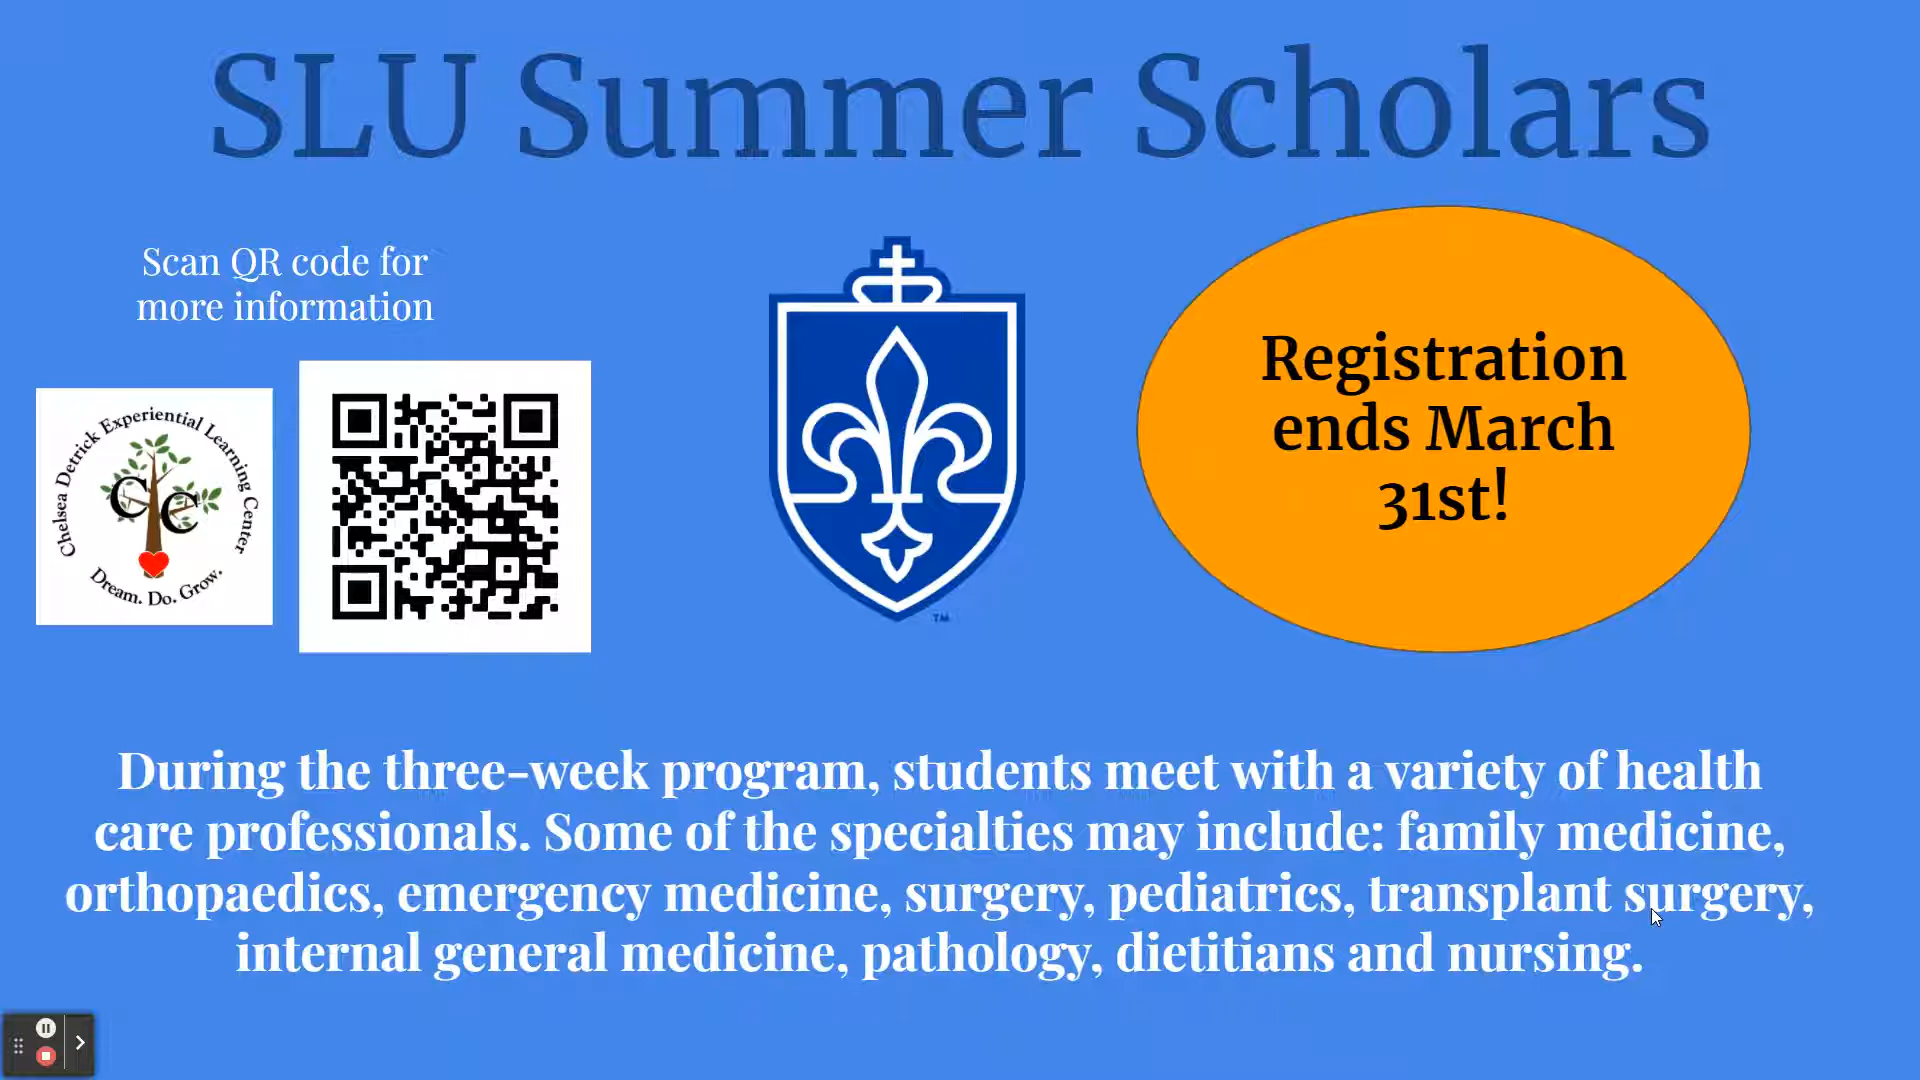 SLU Summer Scholars
Scan QR code for
more information
Chelsea Detrick Experiential Learning Center
C C
Dream. Do. Grow.
TM
Registration
ends March
31st!
During the three-week program, students meet with a variety of health
care professionals. Some of the specialties may include: family medicine,
orthopaedics, emergency medicine, surgery, pediatrics, transplant surgery,
internal general medicine, pathology, dietitians and nursing.